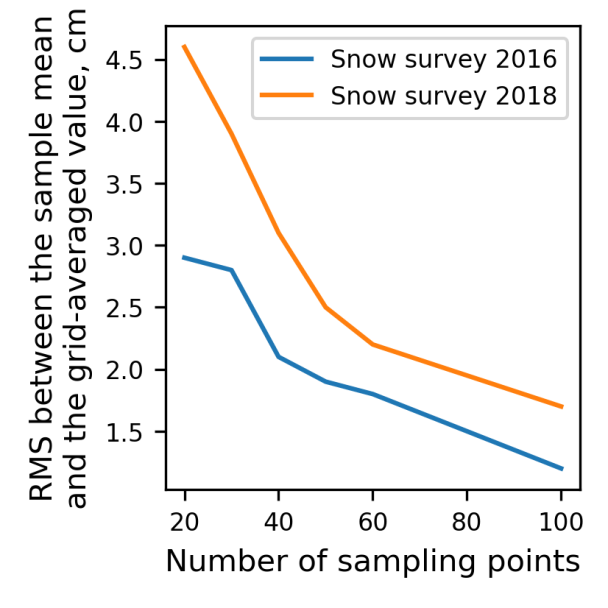 RMS between the sample mean
and the grid-averaged value, cm
4.5
4.0
3.5
3.0
2.5
2.0
1.5
Snow survey 2016
Snow survey 2018
20 40 60 80 100
Number of sampling points